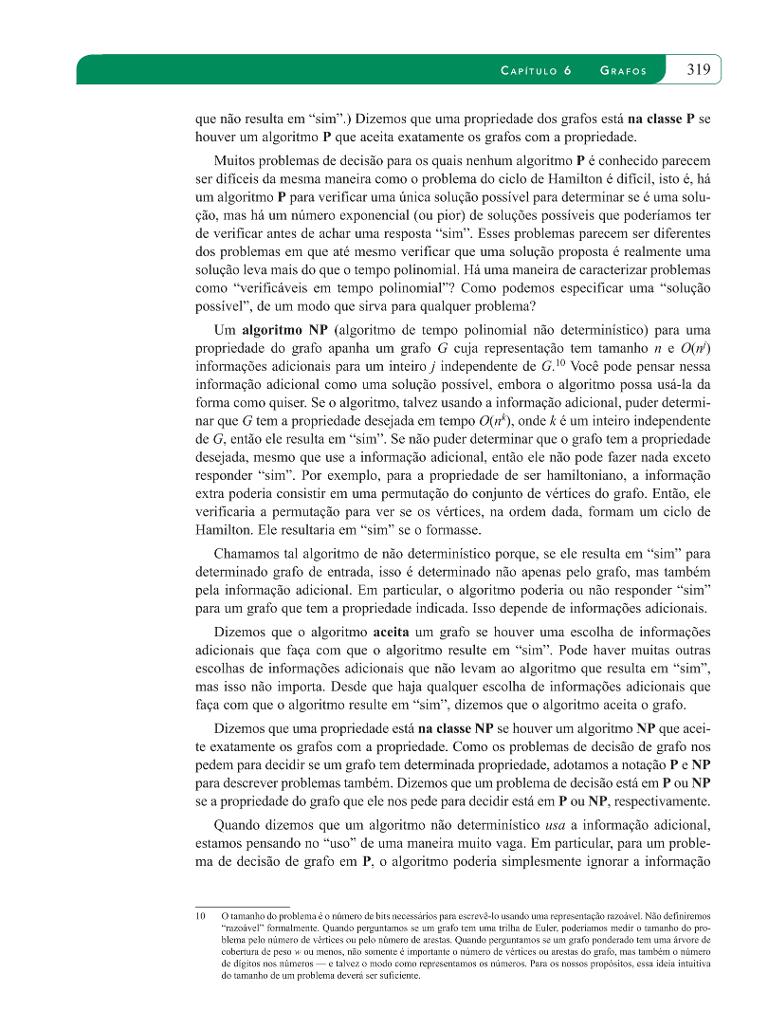 CAPÍTULO 6 GRAFOS 319
que não resulta em “sim”.) Dizemos que uma propriedade dos grafos está na classe P se
houver um algoritmo P que aceita exatamente os grafos com a propriedade.
Muitos problemas de decisão para os quais nenhum algoritmo P é conhecido parecem
ser difíceis da mesma maneira como o problema do ciclo de Hamilton é difícil, isto é, há
um algoritmo P para verificar uma única solução possível para determinar se é uma solu-
ção, mas há um número exponencial (ou pior) de soluções possíveis que poderíamos ter
de verificar antes de achar uma resposta “sim”. Esses problemas parecem ser diferentes
dos problemas em que até mesmo verificar que uma solução proposta é realmente uma
solução leva mais do que o tempo polinomial. Há uma maneira de caracterizar problemas
como “verificáveis em tempo polinomial”? Como podemos especificar uma “solução
possível”, de um modo que sirva para qualquer problema?
Um algoritmo NP (algoritmo de tempo polinomial não determinístico) para uma
propriedade do grafo apanha um grafo G cuja representação tem tamanho n e O(nʲ)
informações adicionais para um inteiro j independente de G.¹⁰ Você pode pensar nessa
informação adicional como uma solução possível, embora o algoritmo possa usá-la da
forma como quiser. Se o algoritmo, talvez usando a informação adicional, puder determi-
nar que G tem a propriedade desejada em tempo O(nᵏ), onde k é um inteiro independente
de G, então ele resulta em “sim”. Se não puder determinar que o grafo tem a propriedade
desejada, mesmo que use a informação adicional, então ele não pode fazer nada exceto
responder “sim”. Por exemplo, para a propriedade de ser hamiltoniano, a informação
extra poderia consistir em uma permutação do conjunto de vértices do grafo. Então, ele
verificaria a permutação para ver se os vértices, na ordem dada, formam um ciclo de
Hamilton. Ele resultaria em “sim” se o formasse.
Chamamos tal algoritmo de não determinístico porque, se ele resulta em “sim” para
determinado grafo de entrada, isso é determinado não apenas pelo grafo, mas também
pela informação adicional. Em particular, o algoritmo poderia ou não responder “sim”
para um grafo que tem a propriedade indicada. Isso depende de informações adicionais.
Dizemos que o algoritmo aceita um grafo se houver uma escolha de informações
adicionais que faça com que o algoritmo resulte em “sim”. Pode haver muitas outras
escolhas de informações adicionais que não levam ao algoritmo que resulta em “sim”,
mas isso não importa. Desde que haja qualquer escolha de informações adicionais que
faça com que o algoritmo resulte em “sim”, dizemos que o algoritmo aceita o grafo.
Dizemos que uma propriedade está na classe NP se houver um algoritmo NP que acei-
te exatamente os grafos com a propriedade. Como os problemas de decisão de grafo nos
pedem para decidir se um grafo tem determinada propriedade, adotamos a notação P e NP
para descrever problemas também. Dizemos que um problema de decisão está em P ou NP
se a propriedade do grafo que ele nos pede para decidir está em P ou NP, respectivamente.
Quando dizemos que um algoritmo não determinístico usa a informação adicional,
estamos pensando no “uso” de uma maneira muito vaga. Em particular, para um proble-
ma de decisão de grafo em P, o algoritmo poderia simplesmente ignorar a informação
10 O tamanho do problema é o número de bits necessários para escrevê-lo usando uma representação razoável. Não definiremos
“razoável” formalmente. Quando perguntamos se um grafo tem uma trilha de Euler, poderíamos medir o tamanho do pro-
blema pelo número de vértices ou pelo número de arestas. Quando perguntamos se um grafo ponderado tem uma árvore de
cobertura de peso w ou menos, não somente é importante o número de vértices ou arestas do grafo, mas também o número
de dígitos nos números — e talvez o modo como representamos os números. Para os nossos propósitos, essa ideia intuitiva
do tamanho de um problema deverá ser suficiente.